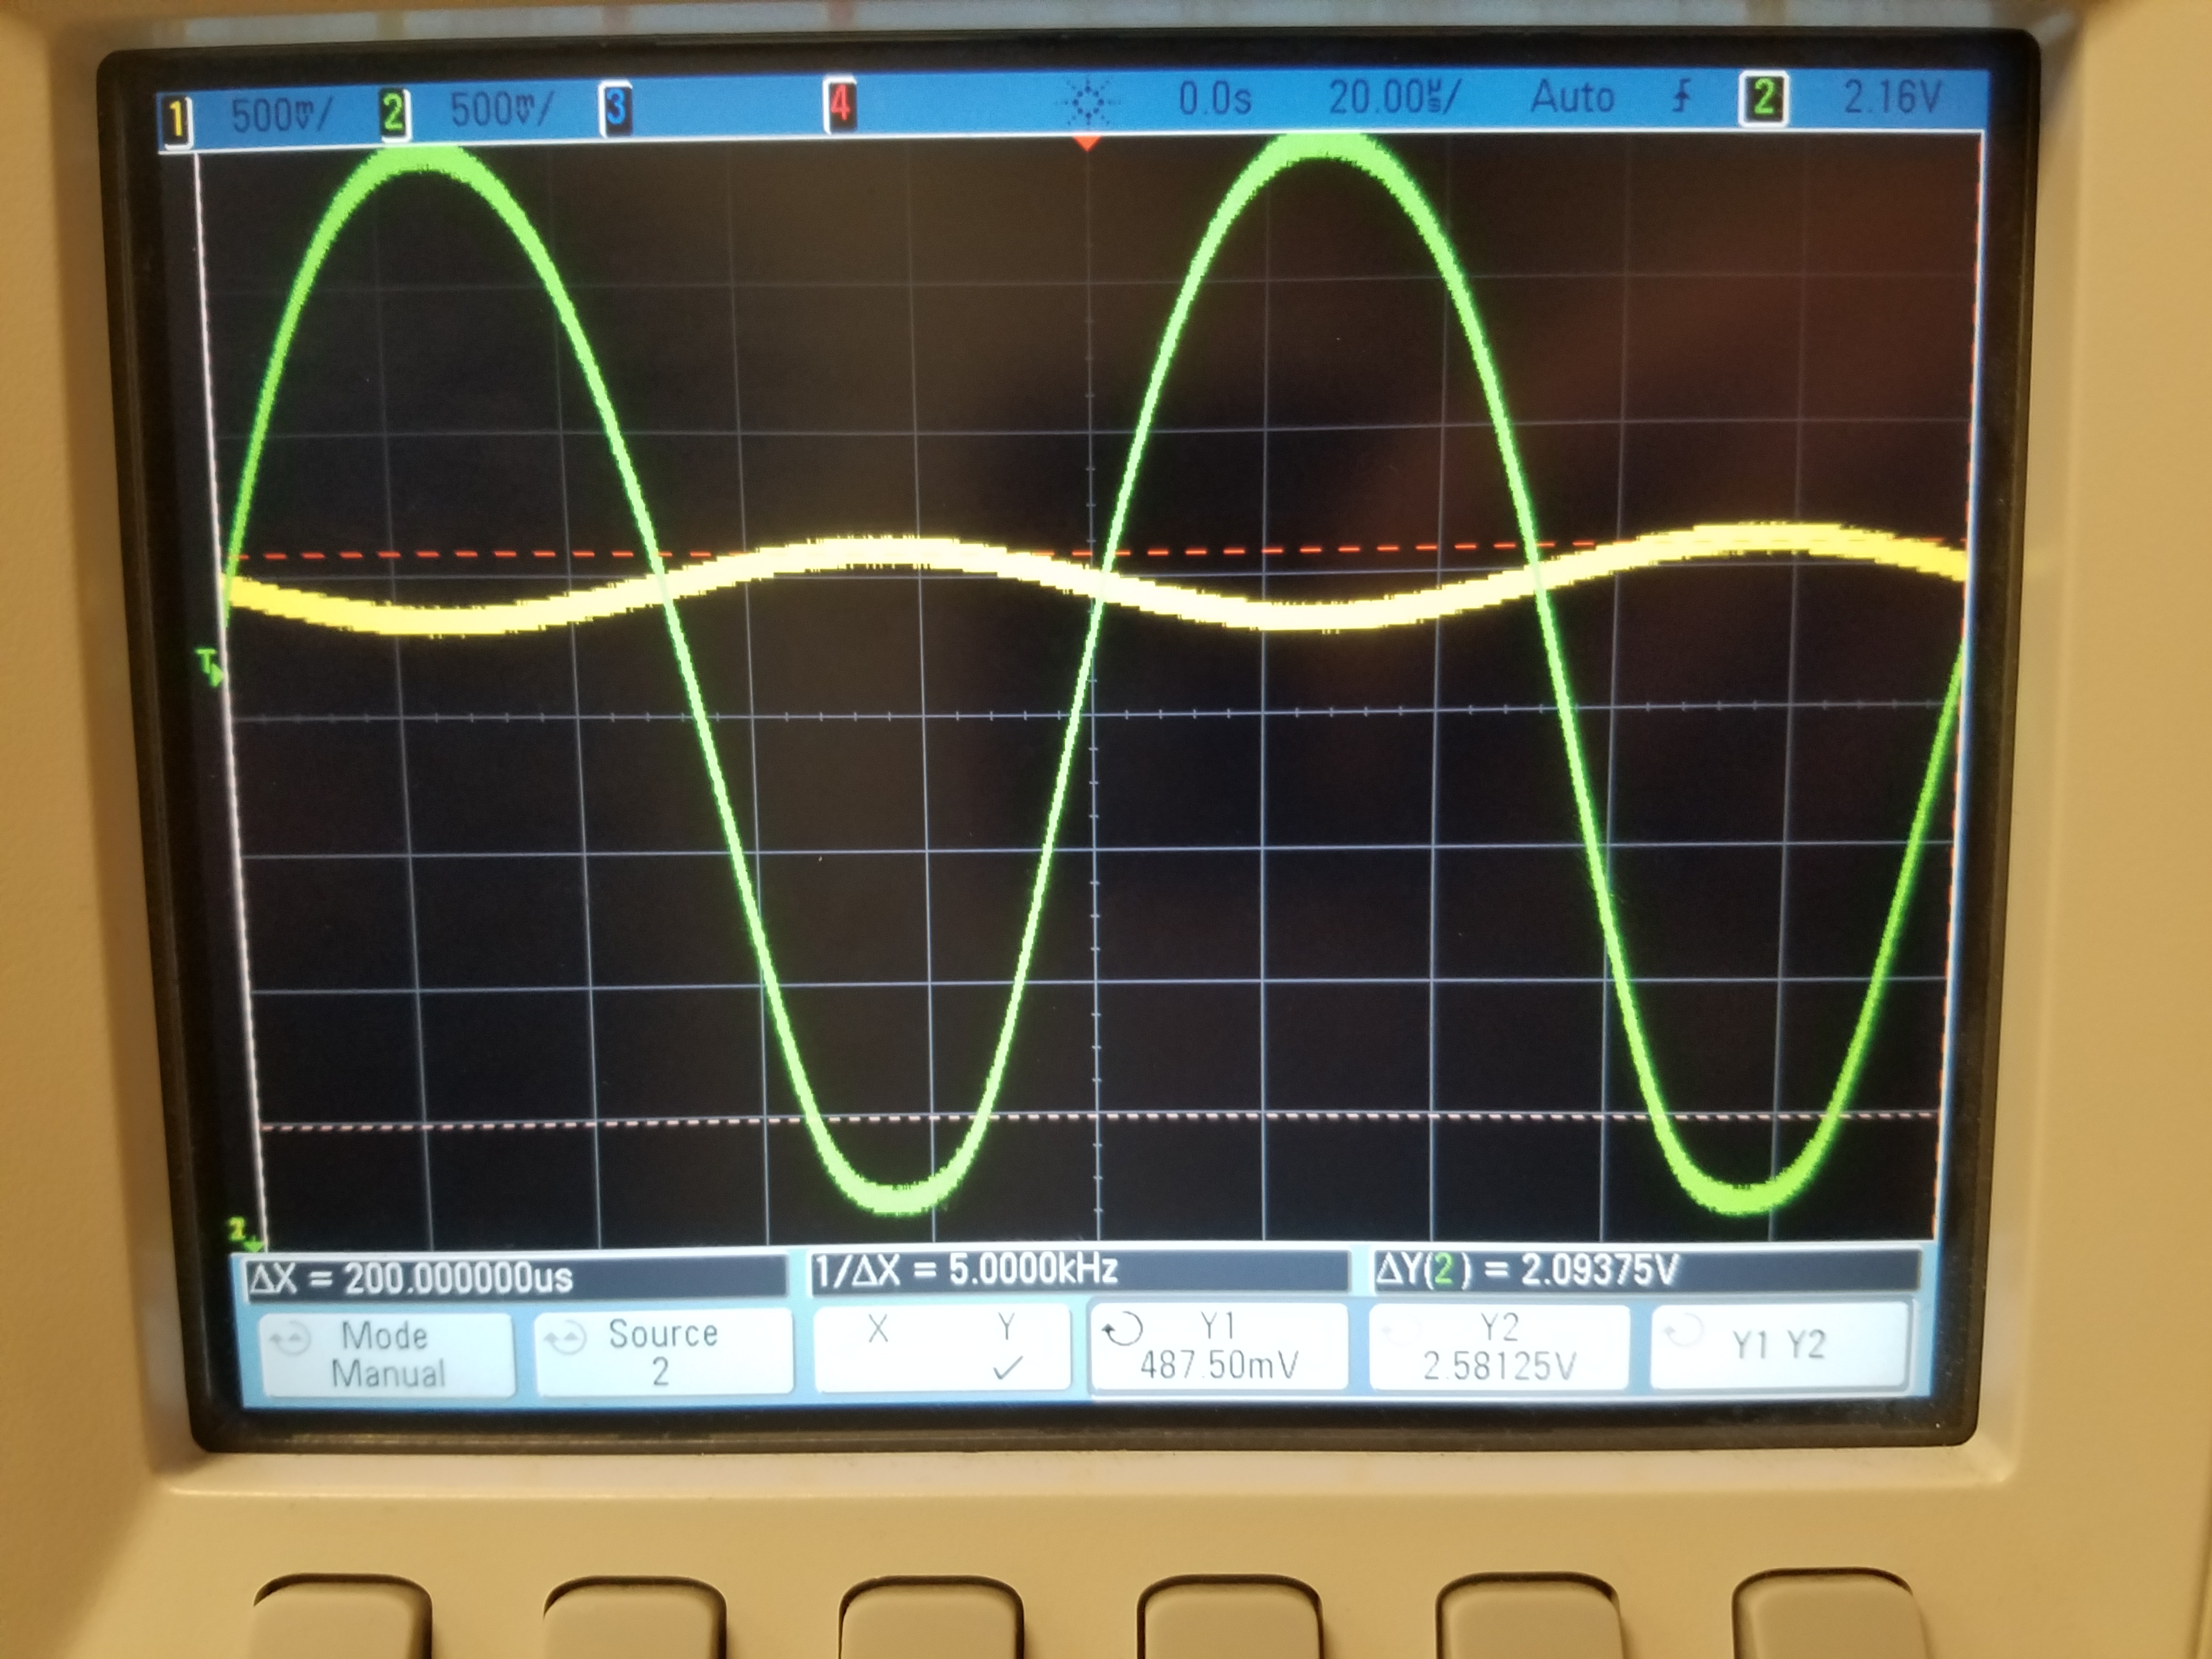 1 500mV/ 2 500mV/ 3 4 0.0s 20.00µs/ Auto 2 2.16V
T
2
ΔX = 200.000000us 1/ΔX = 5.0000kHz ΔY(2) = 2.09375V
Mode Source X Y Y1 Y2 Y1 Y2
Manual 2 ✓ 487.50mV 2.58125V